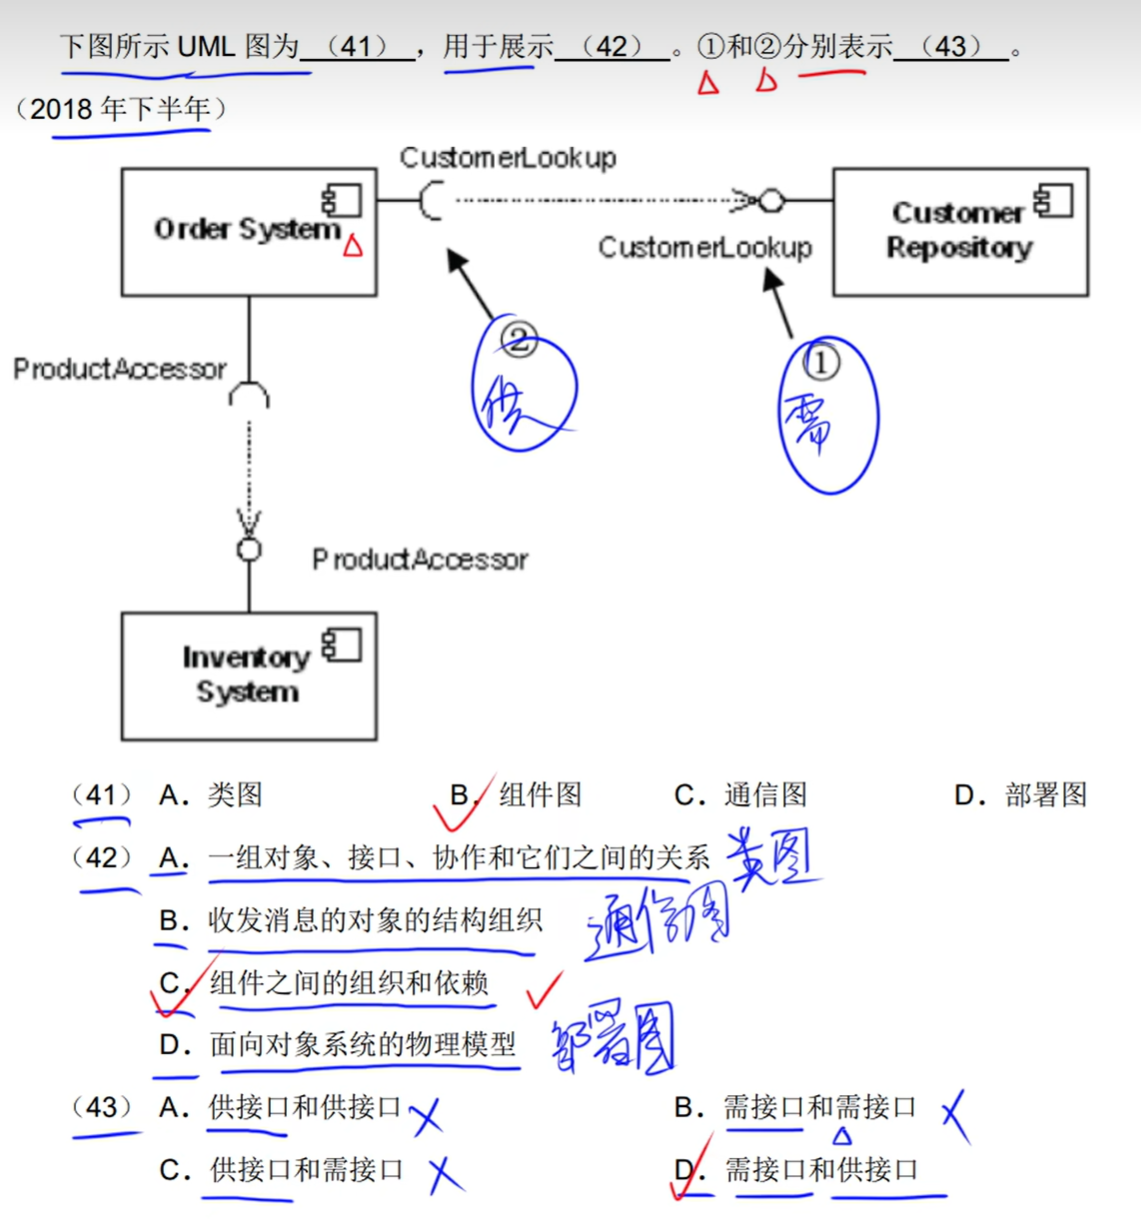 下图所示 UML 图为 （41） ，用于展示 （42） 。①和②分别表示 （43） 。
（2018 年下半年）
CustomerLookup
Order System
Customer Repository
CustomerLookup
②
供
①
需
ProductAccessor
ProductAccessor
Inventory System
（41） A．类图 B．组件图 C．通信图 D．部署图
（42） A．一组对象、接口、协作和它们之间的关系 类图
B．收发消息的对象的结构组织 通信图
C．组件之间的组织和依赖
D．面向对象系统的物理模型 部署图
（43） A．供接口和供接口 B．需接口和需接口
C．供接口和需接口 D．需接口和供接口